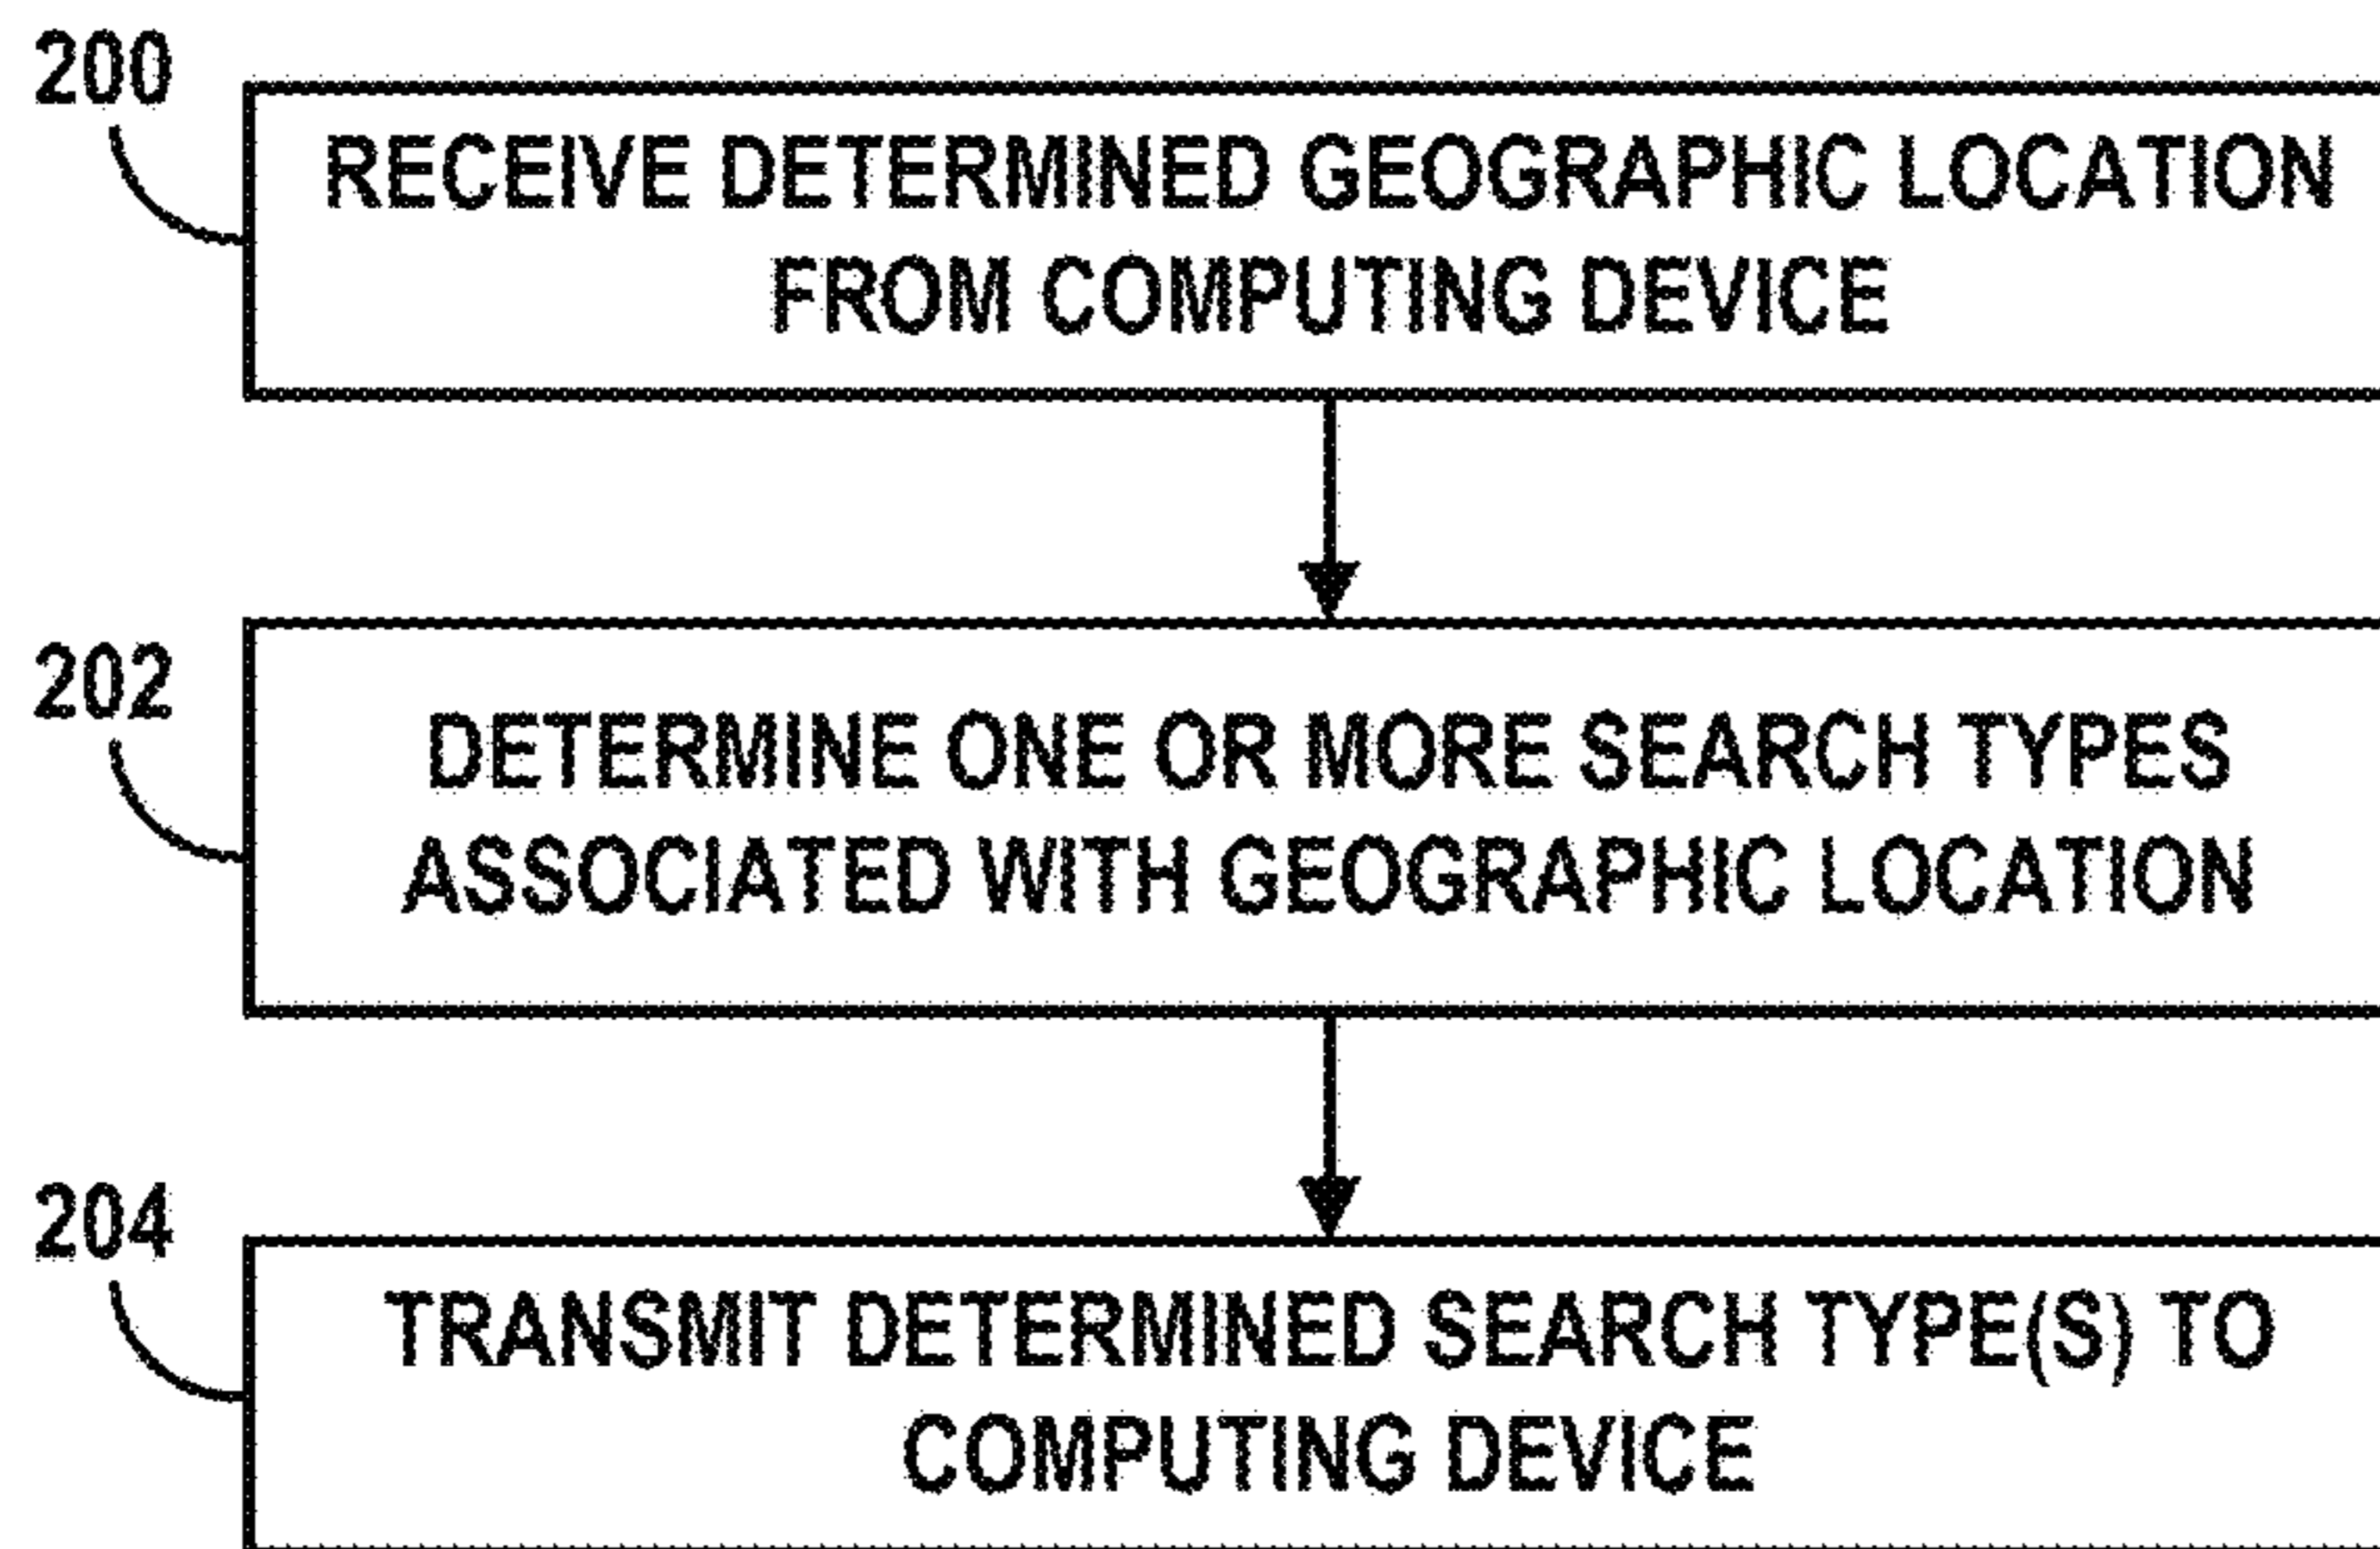 200
RECEIVE DETERMINED GEOGRAPHIC LOCATION
FROM COMPUTING DEVICE
202
DETERMINE ONE OR MORE SEARCH TYPES
ASSOCIATED WITH GEOGRAPHIC LOCATION
204
TRANSMIT DETERMINED SEARCH TYPE(S) TO
COMPUTING DEVICE